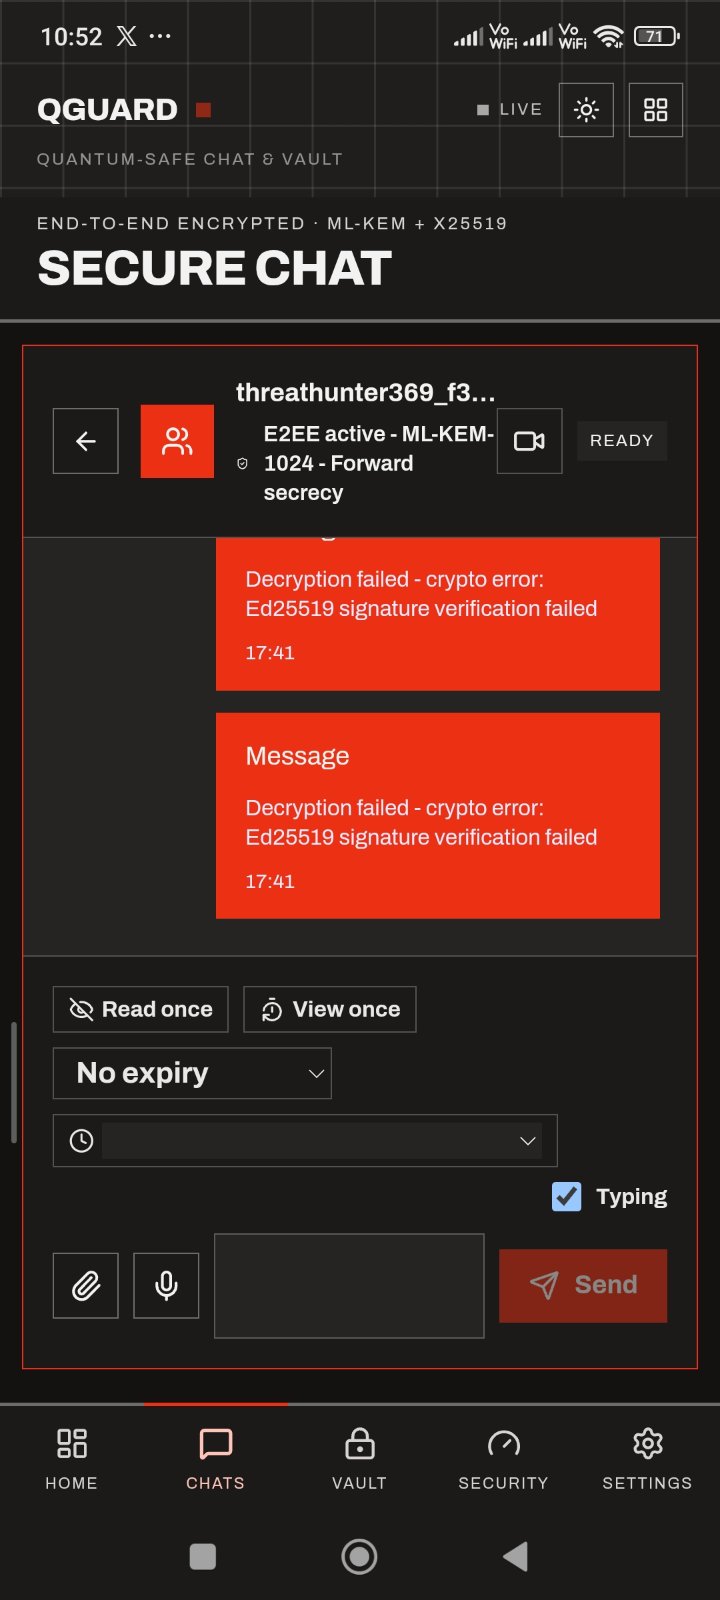 10:52
Vo WiFi Vo WiFi 71
QGUARD
LIVE
QUANTUM-SAFE CHAT & VAULT
END-TO-END ENCRYPTED · ML-KEM + X25519
SECURE CHAT
threathunter369_f3...
E2EE active - ML-KEM-
1024 - Forward
secrecy
READY
Decryption failed - crypto error:
Ed25519 signature verification failed
17:41
Message
Decryption failed - crypto error:
Ed25519 signature verification failed
17:41
Read once
View once
No expiry
Typing
Send
HOME
CHATS
VAULT
SECURITY
SETTINGS